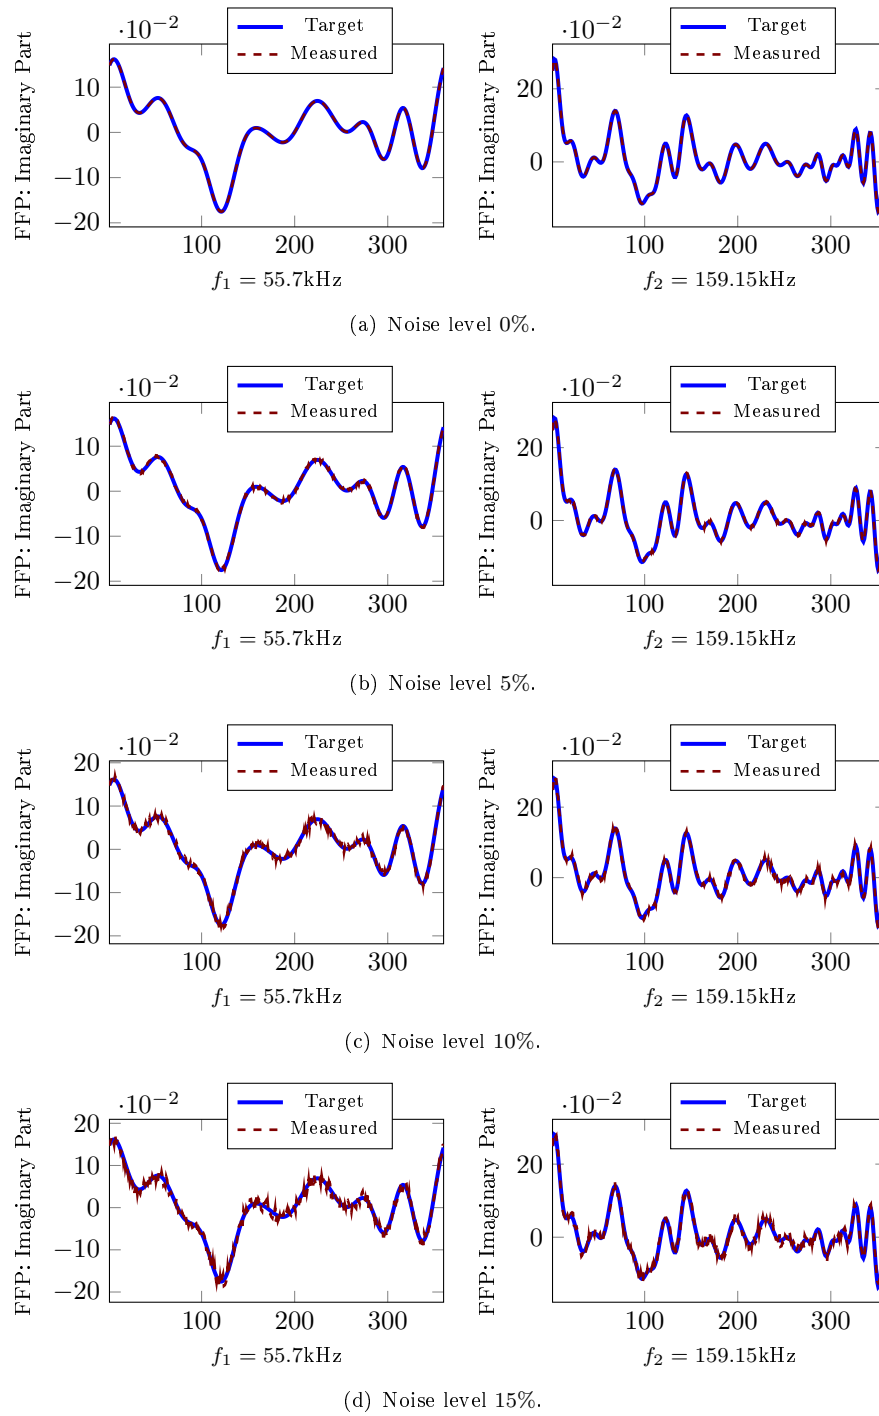 ·10−2
Target
Measured
FFP: Imaginary Part
10
0
−10
−20
100
200
300
f1 = 55.7kHz
·10−2
Target
Measured
FFP: Imaginary Part
20
0
100
200
300
f2 = 159.15kHz
(a) Noise level 0%.
·10−2
Target
Measured
FFP: Imaginary Part
10
0
−10
−20
100
200
300
f1 = 55.7kHz
·10−2
Target
Measured
FFP: Imaginary Part
20
0
100
200
300
f2 = 159.15kHz
(b) Noise level 5%.
·10−2
Target
Measured
FFP: Imaginary Part
20
10
0
−10
−20
100
200
300
f1 = 55.7kHz
·10−2
Target
Measured
FFP: Imaginary Part
20
0
100
200
300
f2 = 159.15kHz
(c) Noise level 10%.
·10−2
Target
Measured
FFP: Imaginary Part
20
10
0
−10
−20
100
200
300
f1 = 55.7kHz
·10−2
Target
Measured
FFP: Imaginary Part
20
0
100
200
300
f2 = 159.15kHz
(d) Noise level 15%.